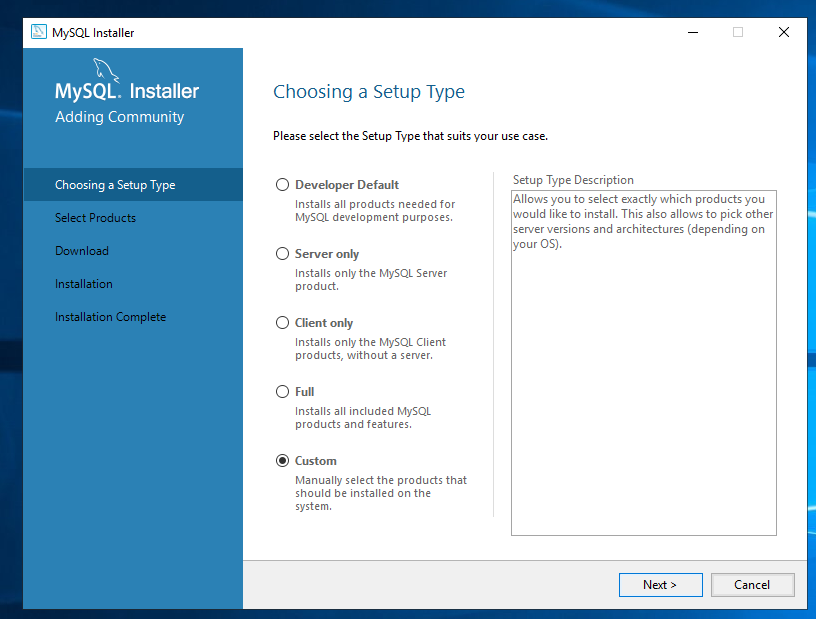 MySQL Installer
MySQL. Installer
Adding Community
Choosing a Setup Type
Select Products
Download
Installation
Installation Complete
Choosing a Setup Type
Please select the Setup Type that suits your use case.
Developer Default
Installs all products needed for
MySQL development purposes.
Server only
Installs only the MySQL Server
product.
Client only
Installs only the MySQL Client
products, without a server.
Full
Installs all included MySQL
products and features.
Custom
Manually select the products that
should be installed on the
system.
Setup Type Description
Allows you to select exactly which products you
would like to install. This also allows to pick other
server versions and architectures (depending on
your OS).
Next >
Cancel